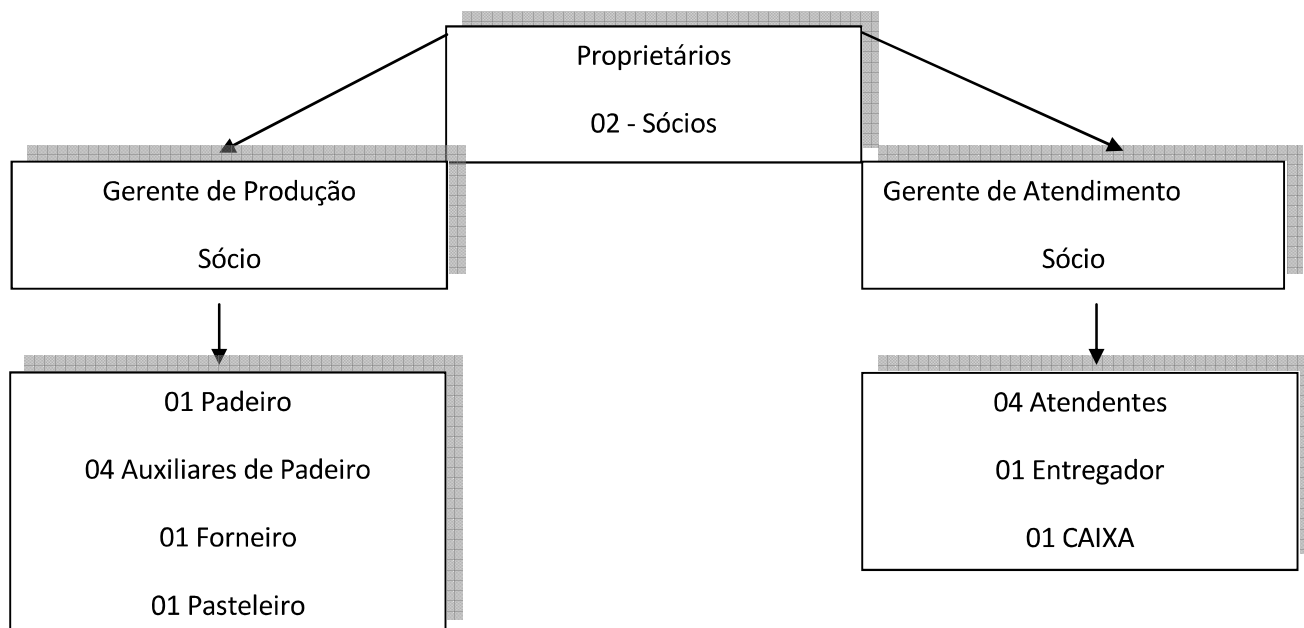 Proprietários
02 - Sócios
Gerente de Produção
Sócio
Gerente de Atendimento
Sócio
01 Padeiro
04 Auxiliares de Padeiro
01 Forneiro
01 Pasteleiro
04 Atendentes
01 Entregador
01 CAIXA